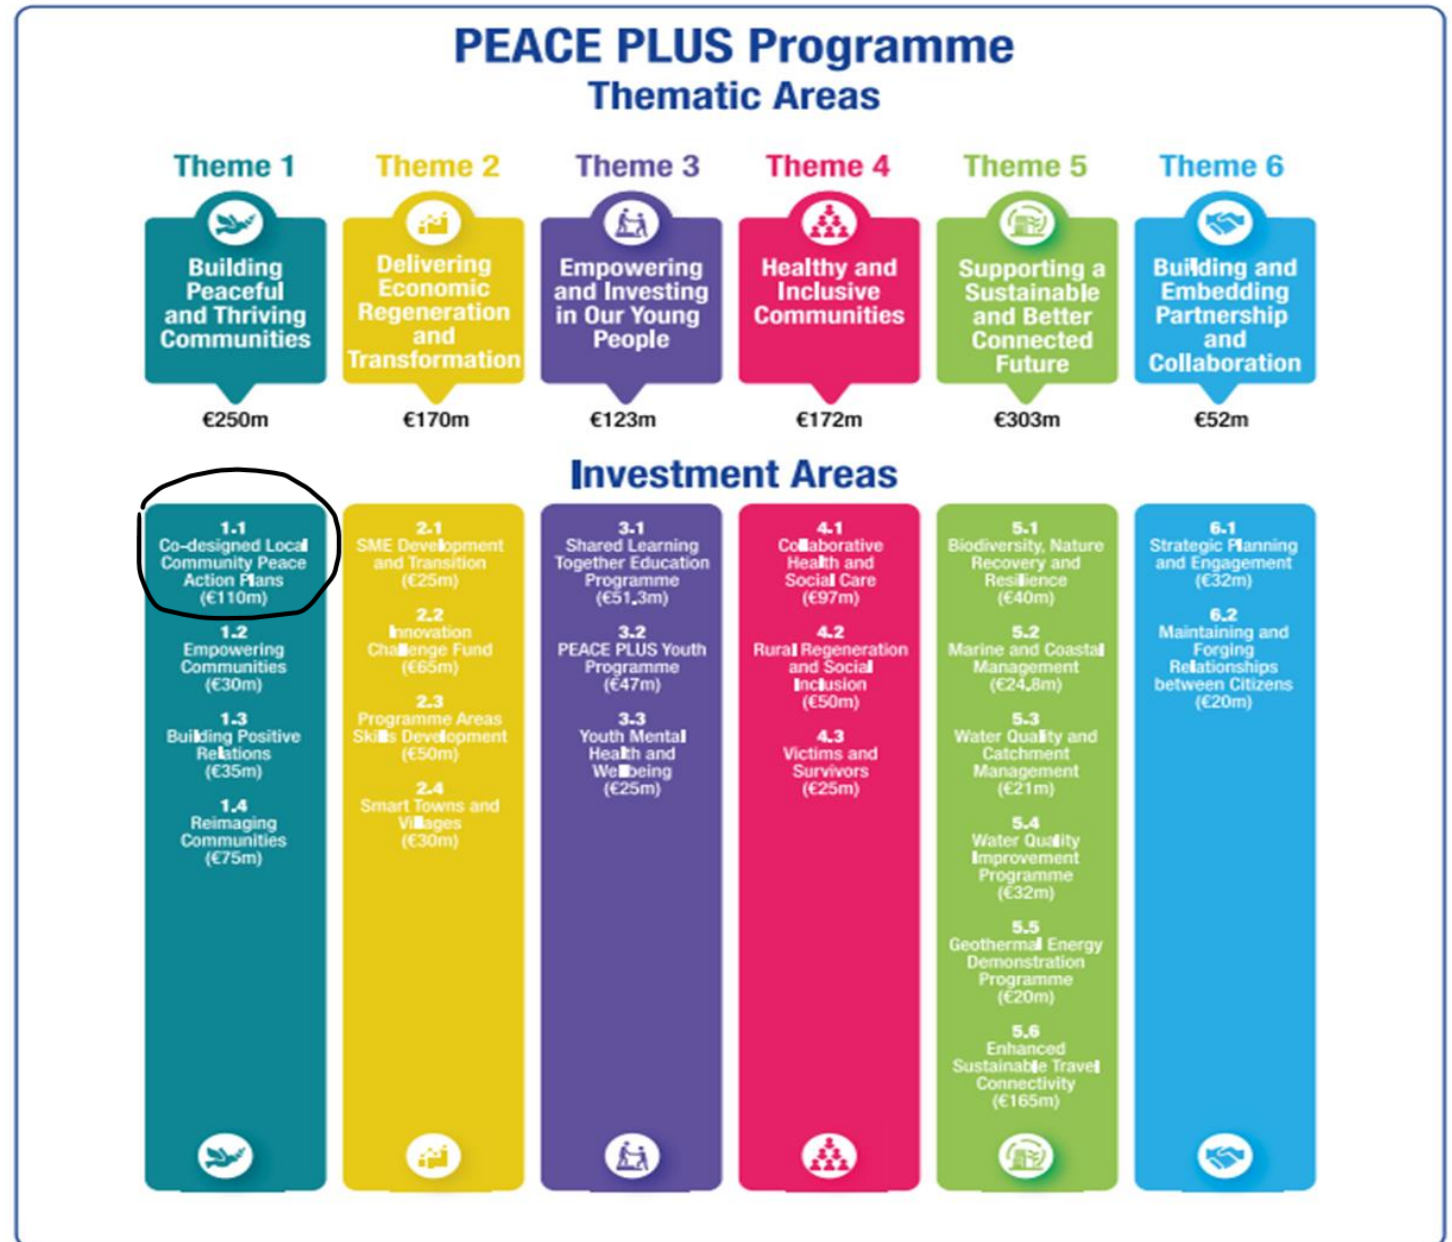 PEACE PLUS Programme
Thematic Areas
Theme 1
Building
Peaceful
and Thriving
Communities
€250m
Theme 2
Delivering
Economic
Regeneration
and
Transformation
€170m
Theme 3
Empowering
and Investing
in Our Young
People
€123m
Theme 4
Healthy and
Inclusive
Communities
€172m
Theme 5
Supporting a
Sustainable
and Better
Connected
Future
€303m
Theme 6
Building and
Embedding
Partnership
and
Collaboration
€52m
Investment Areas
1.1
Co-designed Local
Community Peace
Action Plans
(€110m)
1.2
Empowering
Communities
(€30m)
1.3
Building Positive
Relations
(€35m)
1.4
Reimaging
Communities
(€75m)
2.1
SME Development
and Transition
(€25m)
2.2
Innovation
Challenge Fund
(€65m)
2.3
Programme Areas
Skills Development
(€50m)
2.4
Smart Towns and
Villages
(€30m)
3.1
Shared Learning
Together Education
Programme
(€51.3m)
3.2
PEACE PLUS Youth
Programme
(€47m)
3.3
Youth Mental
Health and
Wellbeing
(€25m)
4.1
Collaborative
Health and
Social Care
(€97m)
4.2
Rural Regeneration
and Social
Inclusion
(€50m)
4.3
Victims and
Survivors
(€25m)
5.1
Biodiversity, Nature
Recovery and
Resilience
(€40m)
5.2
Marine and Coastal
Management
(€24.8m)
5.3
Water Quality and
Catchment
Management
(€21m)
5.4
Water Quality
Improvement
Programme
(€32m)
5.5
Geothermal Energy
Demonstration
Programme
(€20m)
5.6
Enhanced
Sustainable Travel
Connectivity
(€165m)
6.1
Strategic Planning
and Engagement
(€32m)
6.2
Maintaining and
Forging
Relationships
between Citizens
(€20m)